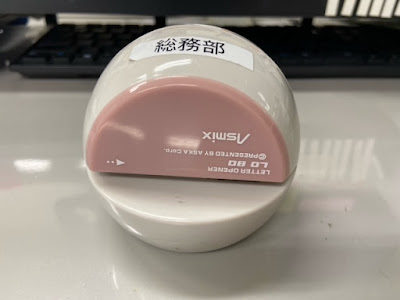 総務部
LETTER OPENER
LO 80
©PRESENTED BY ASKA Corp.
Asmix